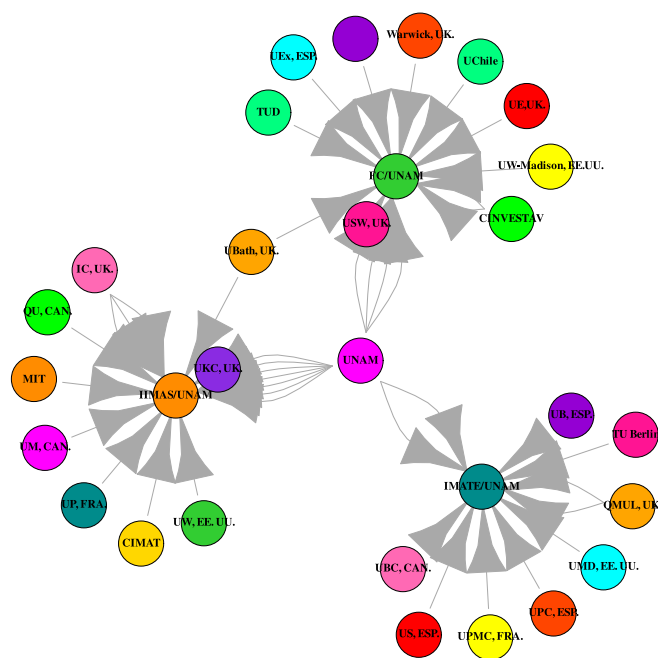 Warwick, UK.
UEx, ESP.
UChile
TUD
UE,UK.
UW-Madison, EE.UU.
FC/UNAM
CINVESTAV
USW, UK.
UBath, UK.
IC, UK.
QU, CAN.
UNAM
UKC, UK.
MIT
IIMAS/UNAM
UB, ESP.
TU Berlin
UM, CAN.
IMATE/UNAM
UP, FRA.
QMUL, UK
UW, EE. UU.
CIMAT
UBC, CAN.
UMD, EE. UU.
UPC, ESP.
US, ESP.
UPMC, FRA.